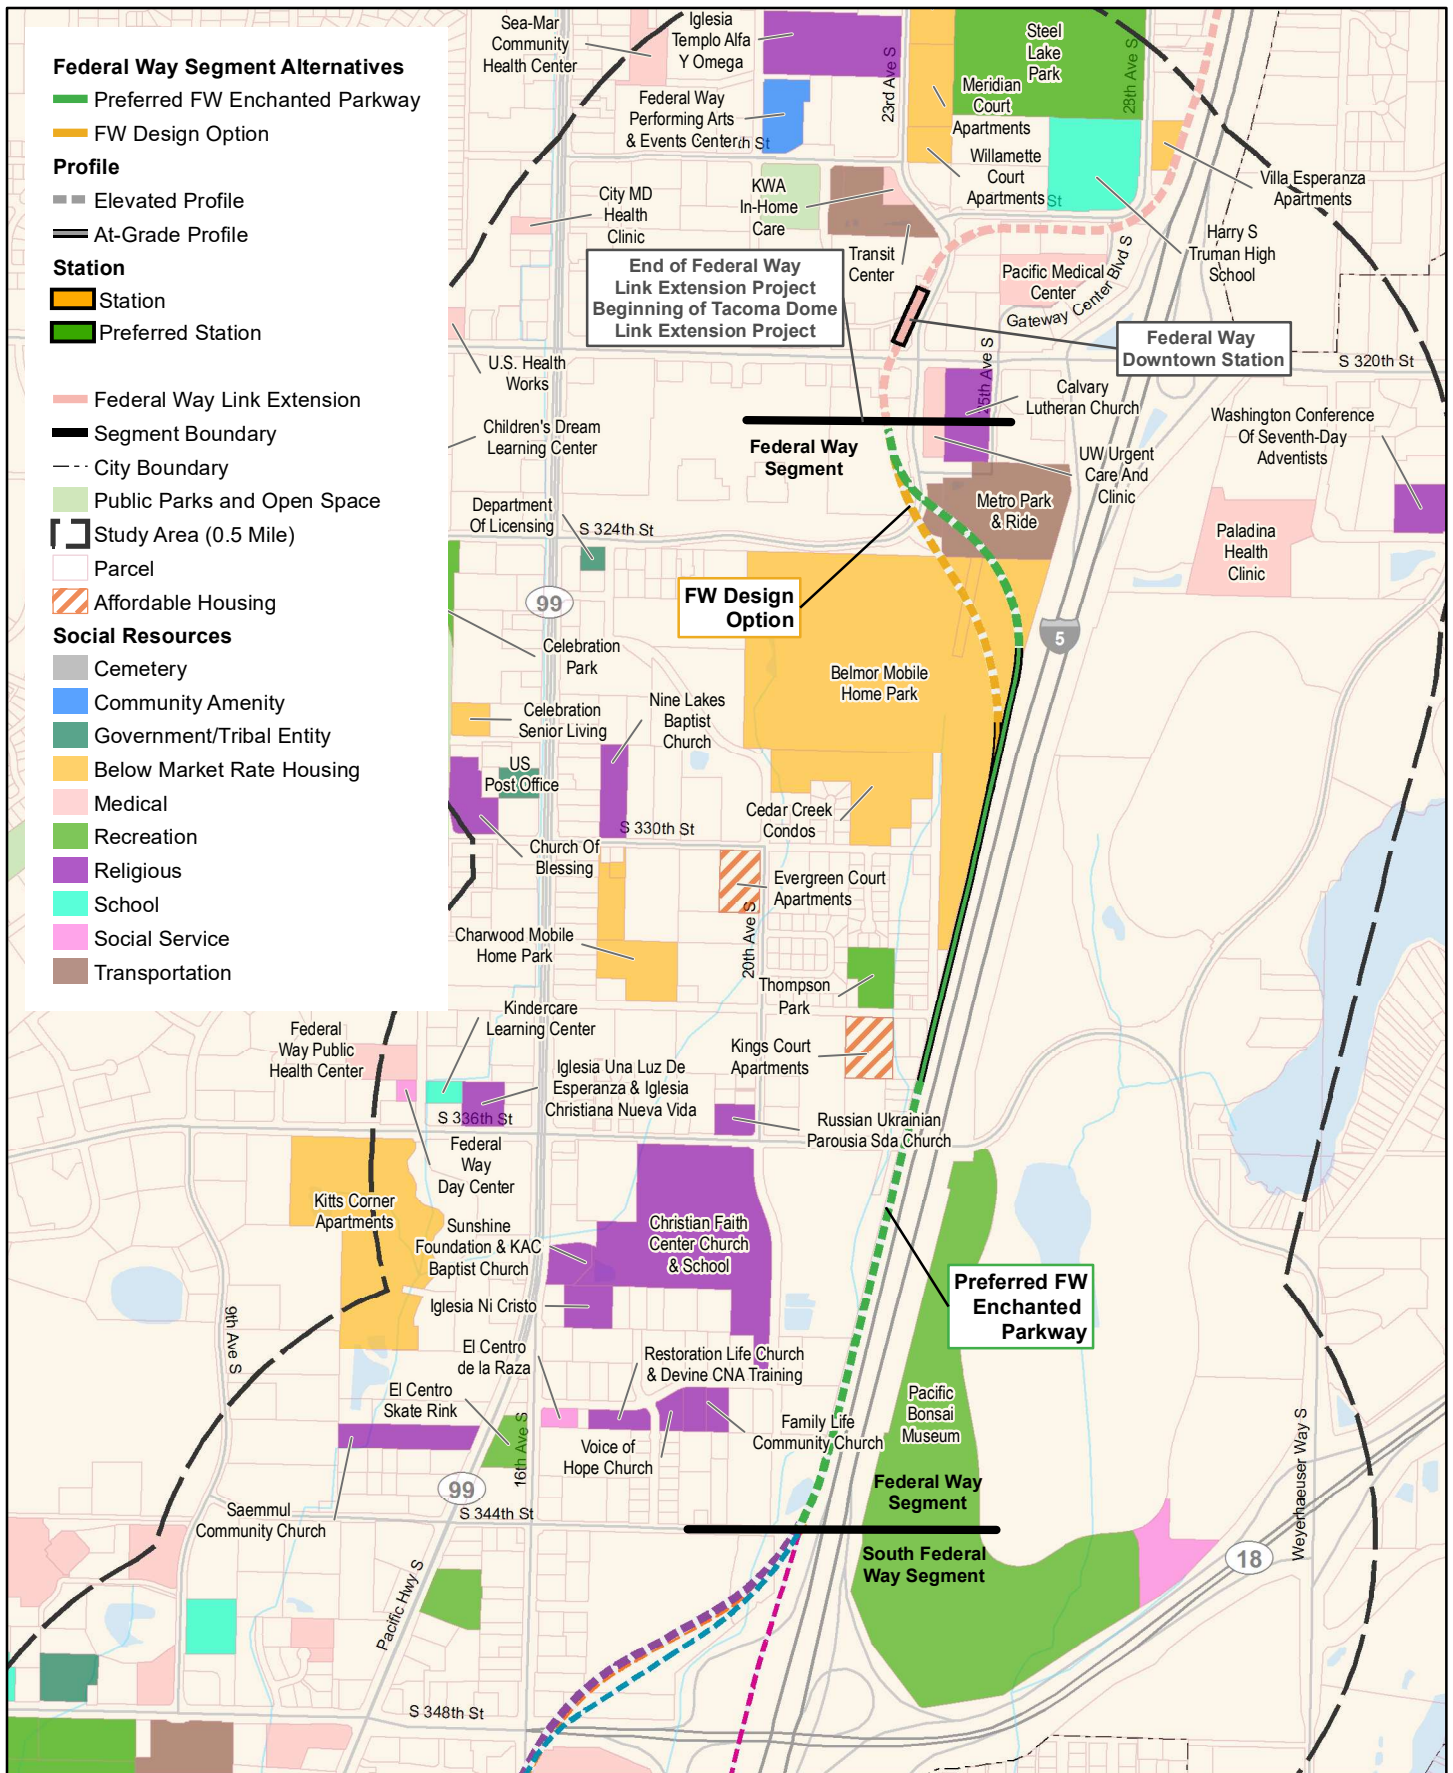 Federal Way Segment Alternatives
Preferred FW Enchanted Parkway
FW Design Option
Profile
Elevated Profile
At-Grade Profile
Station
Station
Preferred Station
Federal Way Link Extension
Segment Boundary
City Boundary
Public Parks and Open Space
Study Area (0.5 Mile)
Parcel
Affordable Housing
Social Resources
Cemetery
Community Amenity
Government/Tribal Entity
Below Market Rate Housing
Medical
Recreation
Religious
School
Social Service
Transportation
Sea-Mar
Community
Health Center
Iglesia
Templo Alfa
Y Omega
23rd Ave S
Steel
Lake
Park
28th Ave S
Meridian
Court
Apartments
Federal Way
Performing Arts
& Events Center
th St
Willamette
Court
Apartments
St
Villa Esperanza
Apartments
KWA
In-Home
Care
City MD
Health
Clinic
Transit
Center
Harry S
Truman High
School
Pacific Medical
Center
Gateway Center Blvd S
End of Federal Way
Link Extension Project
Beginning of Tacoma Dome
Link Extension Project
Federal Way
Downtown Station
S 320th St
U.S. Health
Works
25th Ave S
Calvary
Lutheran Church
Washington Conference
Of Seventh-Day
Adventists
Children's Dream
Learning Center
Federal Way
Segment
UW Urgent
Care And
Clinic
Department
Of Licensing
S 324th St
Metro Park
& Ride
Paladina
Health
Clinic
99
FW Design
Option
5
Celebration
Park
Belmor Mobile
Home Park
Celebration
Senior Living
Nine Lakes
Baptist
Church
US
Post Office
Cedar Creek
Condos
S 330th St
Church Of
Blessing
Evergreen Court
Apartments
20th Ave S
Charwood Mobile
Home Park
Thompson
Park
Kindercare
Learning Center
Federal
Way Public
Health Center
Kings Court
Apartments
Iglesia Una Luz De
Esperanza & Iglesia
Christiana Nueva Vida
S 336th St
Russian Ukrainian
Parousia Sda Church
Federal
Way
Day Center
Kitts Corner
Apartments
Sunshine
Foundation & KAC
Baptist Church
Christian Faith
Center Church
& School
Preferred FW
Enchanted
Parkway
Iglesia Ni Cristo
9th Ave S
El Centro
de la Raza
Restoration Life Church
& Devine CNA Training
El Centro
Skate Rink
Pacific
Bonsai
Museum
16th Ave S
Voice of
Hope Church
Family Life
Community Church
Weyerhaeuser Way S
99
Federal Way
Segment
Saemmul
Community Church
S 344th St
South Federal
Way Segment
18
Pacific Hwy S
S 348th St